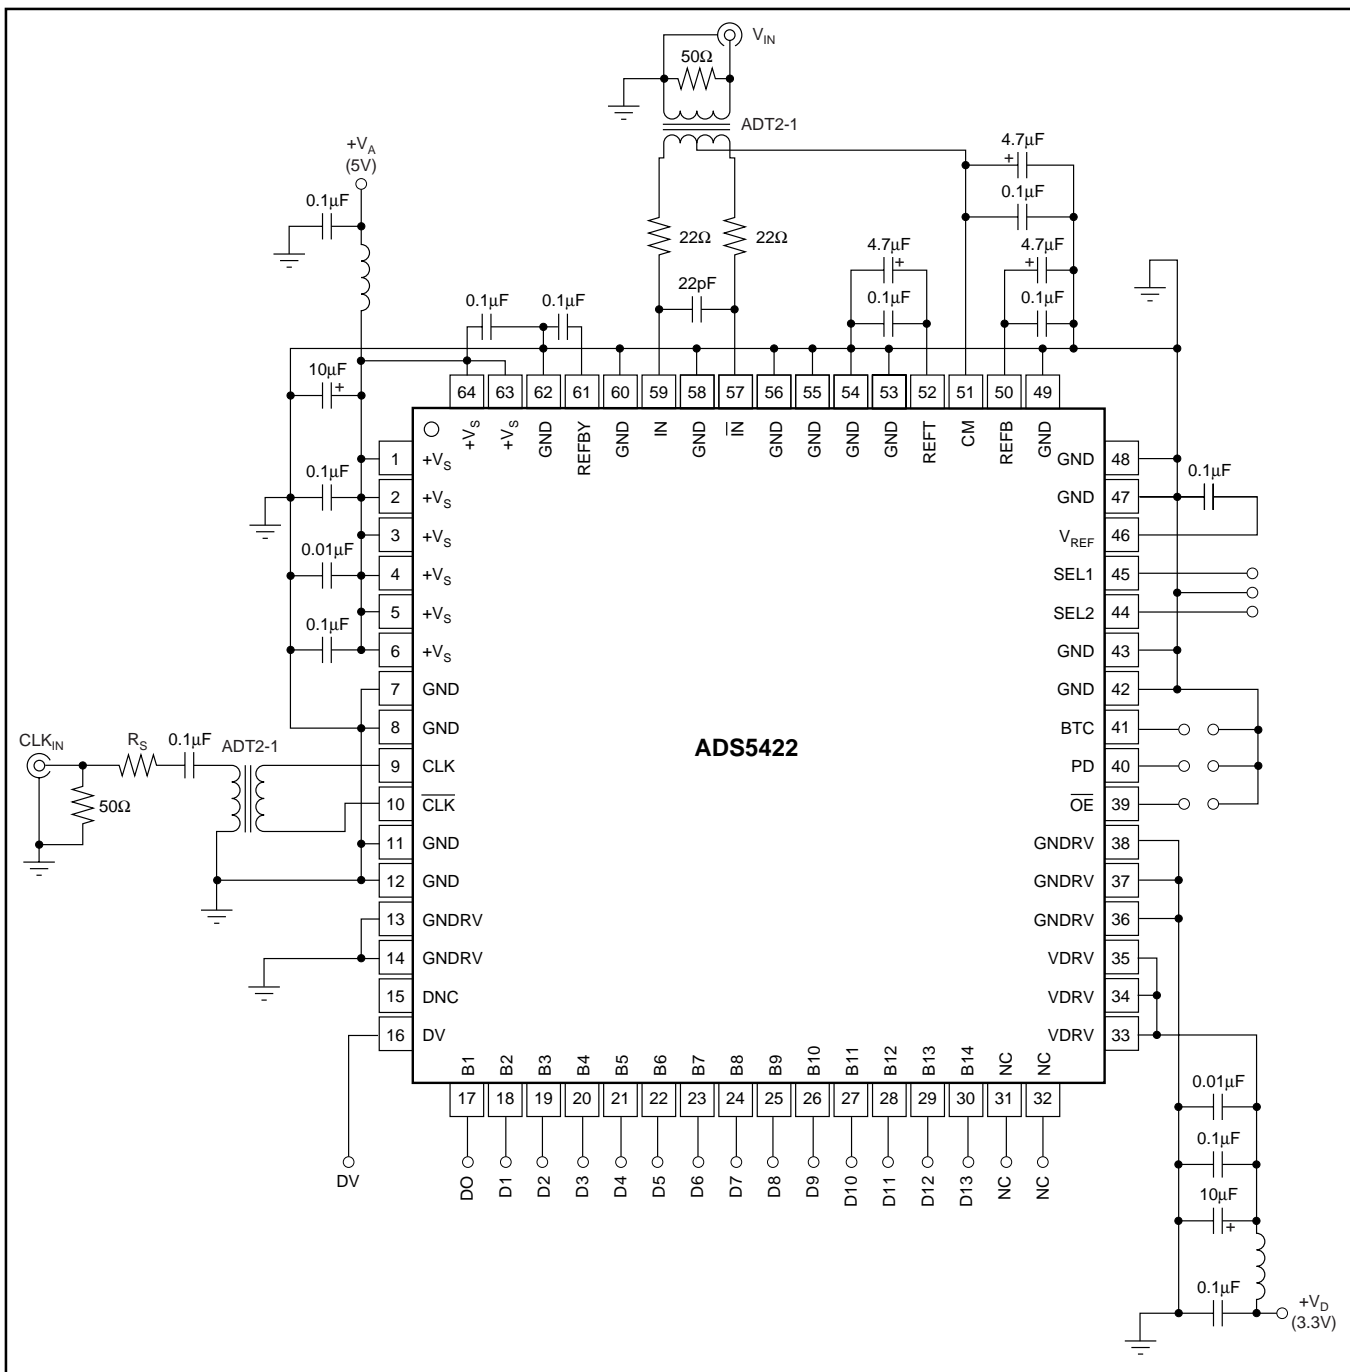 V_IN
50Ω
ADT2-1
+V_A
(5V)
4.7µF
+
0.1µF
0.1µF
22Ω
22Ω
4.7µF
+
4.7µF
+
22pF
0.1µF
0.1µF
0.1µF
0.1µF
10µF
+
64 63 62 61 60 59 58 57 56 55 54 53 52 51 50 49
+V_S +V_S GND REFBY GND IN GND I̅N̅ GND GND GND GND REFT CM REFB GND
1 +V_S
0.1µF
2 +V_S
3 +V_S
0.01µF
4 +V_S
5 +V_S
0.1µF
6 +V_S
7 GND
8 GND
CLK_IN
R_S
0.1µF
ADT2-1
50Ω
9 CLK
10 C̅L̅K̅
11 GND
12 GND
13 GNDRV
14 GNDRV
15 DNC
16 DV
ADS5422
GND 48
0.1µF
GND 47
V_REF 46
SEL1 45
SEL2 44
GND 43
GND 42
BTC 41
PD 40
O̅E̅ 39
GNDRV 38
GNDRV 37
GNDRV 36
VDRV 35
VDRV 34
VDRV 33
B1 B2 B3 B4 B5 B6 B7 B8 B9 B10 B11 B12 B13 B14 NC NC
17 18 19 20 21 22 23 24 25 26 27 28 29 30 31 32
DV
DO D1 D2 D3 D4 D5 D6 D7 D8 D9 D10 D11 D12 D13 NC NC
0.01µF
0.1µF
10µF
+
0.1µF
+V_D
(3.3V)